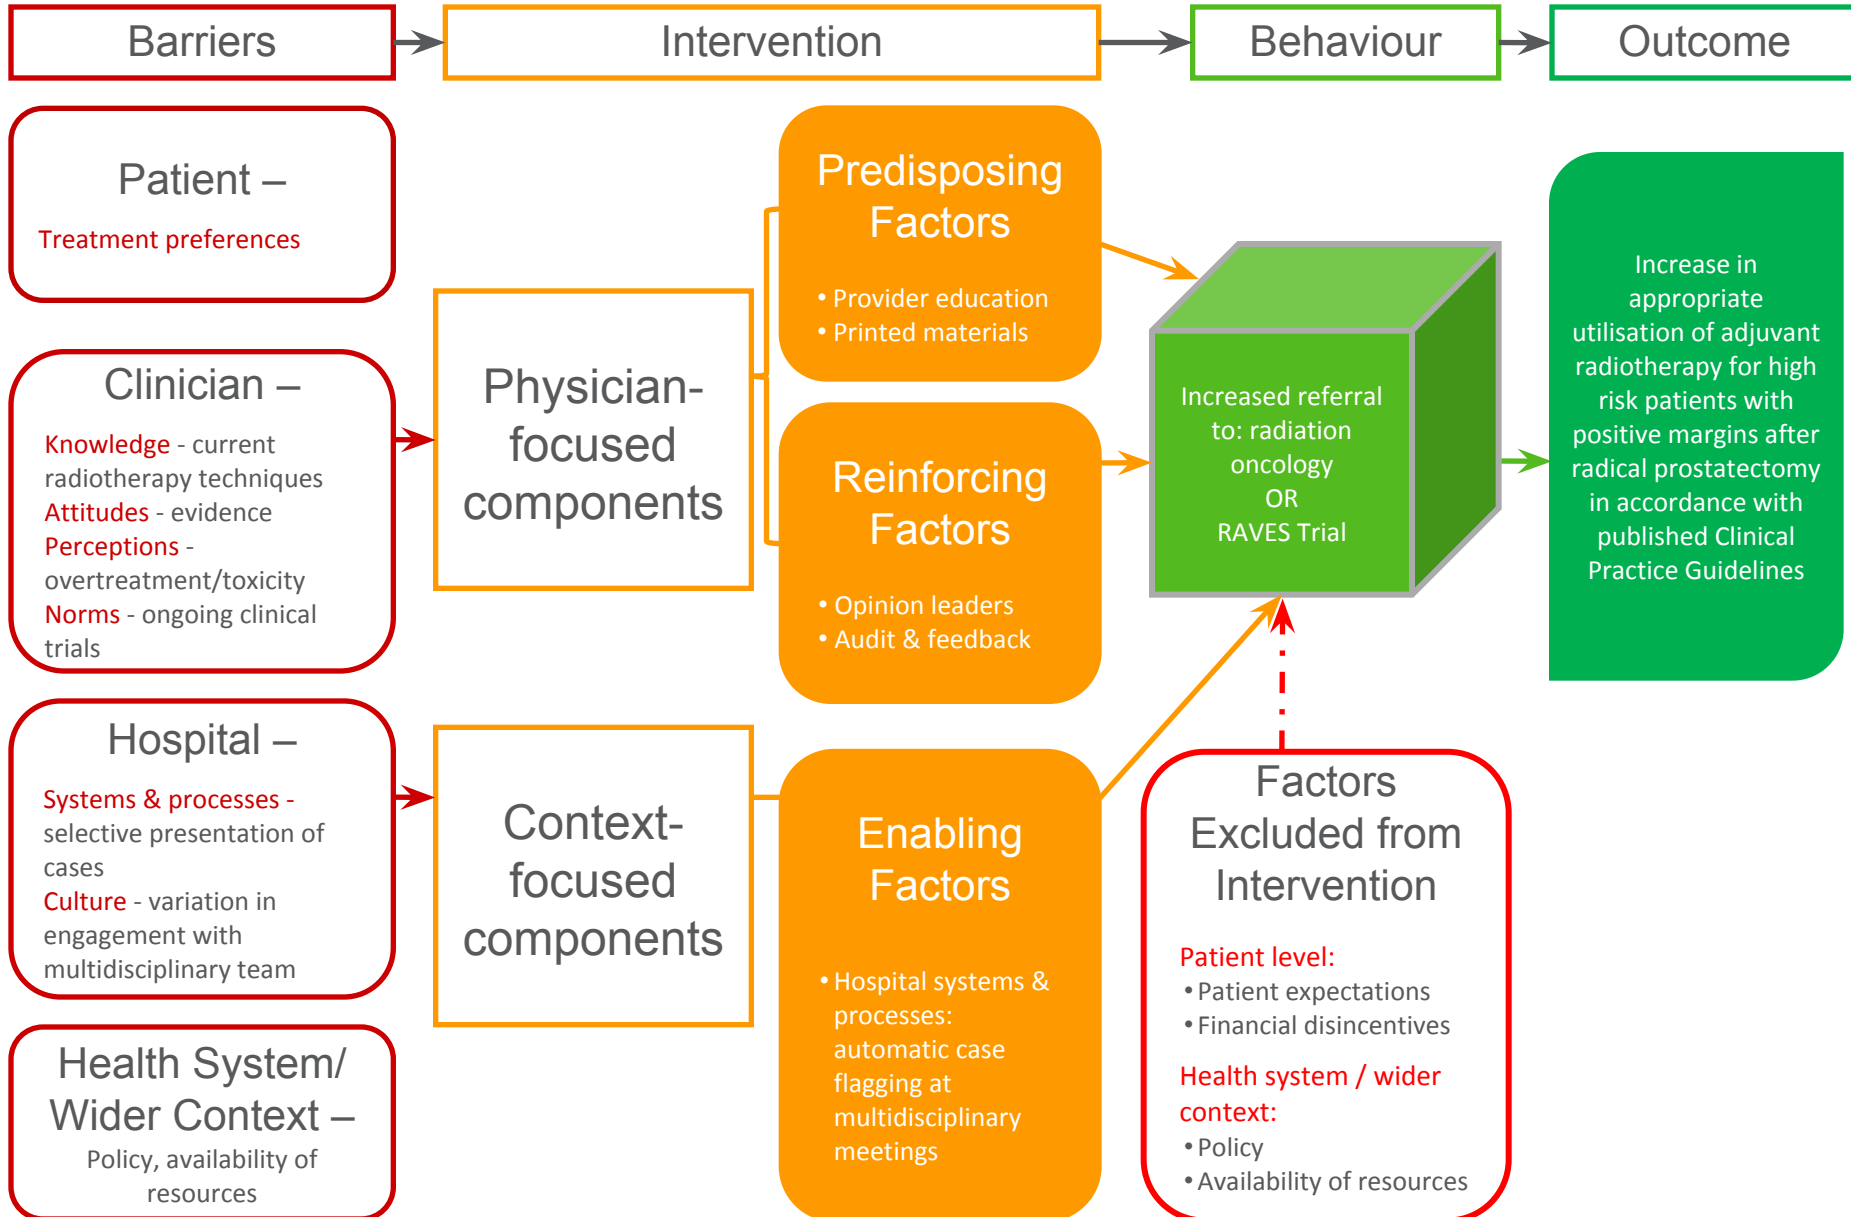 Barriers
Intervention
Behaviour
Outcome
Patient –
Treatment preferences
Clinician –
Knowledge - current
radiotherapy techniques
Attitudes - evidence
Perceptions -
overtreatment/toxicity
Norms - ongoing clinical
trials
Hospital –
Systems & processes -
selective presentation of
cases
Culture - variation in
engagement with
multidisciplinary team
Health System/
Wider Context –
Policy, availability of
resources
Physician-
focused
components
Context-
focused
components
Predisposing
Factors
• Provider education
• Printed materials
Reinforcing
Factors
• Opinion leaders
• Audit & feedback
Enabling
Factors
• Hospital systems &
processes:
automatic case
flagging at
multidisciplinary
meetings
Increased referral
to: radiation
oncology
OR
RAVES Trial
Factors
Excluded from
Intervention
Patient level:
• Patient expectations
• Financial disincentives
Health system / wider
context:
• Policy
• Availability of resources
Increase in
appropriate
utilisation of adjuvant
radiotherapy for high
risk patients with
positive margins after
radical prostatectomy
in accordance with
published Clinical
Practice Guidelines